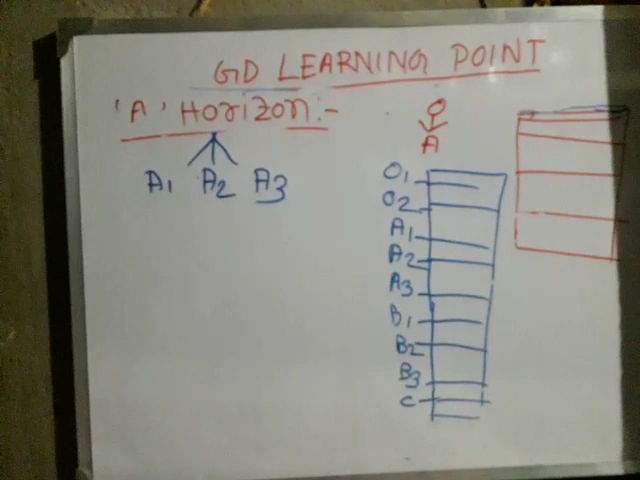 GD LEARNING POINT
'A' Horizon:-
A1 A2 A3
O
A
O1
O2
A1
A2
A3
B1
B2
B3
C